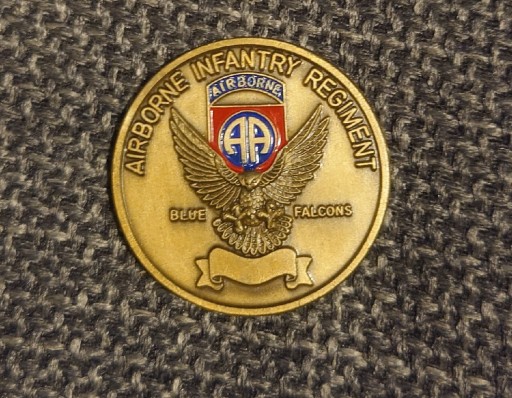 AIRBORNE INFANTRY REGIMENT
AIRBORNE
AA
BLUE FALCONS